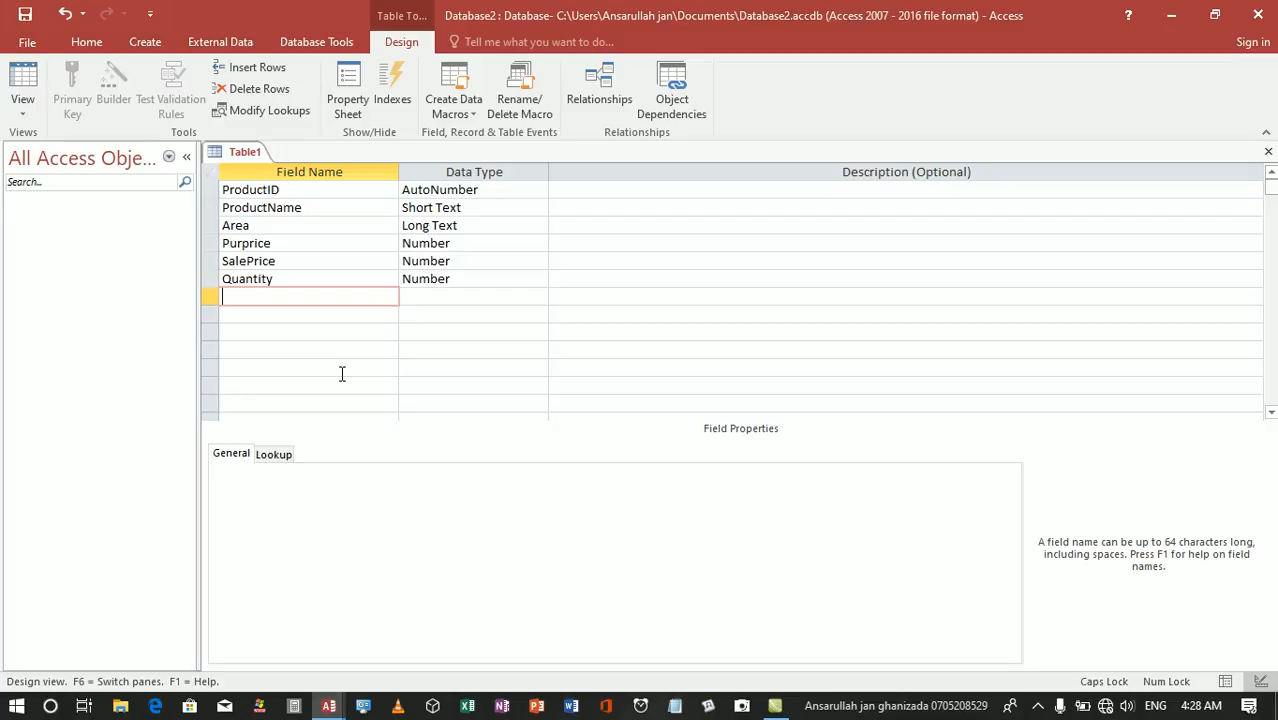 Table To... Database2 : Database- C:\Users\Ansarullah jan\Documents\Database2.accdb (Access 2007 - 2016 file format) - Access ?
File Home Create External Data Database Tools Design Tell me what you want to do... Sign in
View Primary Key Builder Test Validation Rules Insert Rows Delete Rows Modify Lookups Property Sheet Indexes Create Data Macros Rename/ Delete Macro Relationships Object Dependencies
Views Tools Show/Hide Field, Record & Table Events Relationships
All Access Obje... « Table1
Search...
Field Name Data Type Description (Optional)
ProductID AutoNumber
ProductName Short Text
Area Long Text
Purprice Number
SalePrice Number
Quantity Number
Field Properties
General Lookup
A field name can be up to 64 characters long,
including spaces. Press F1 for help on field
names.
Design view. F6 = Switch panes. F1 = Help. Caps Lock Num Lock
Ansarullah jan ghanizada 0705208529 ENG 4:28 AM